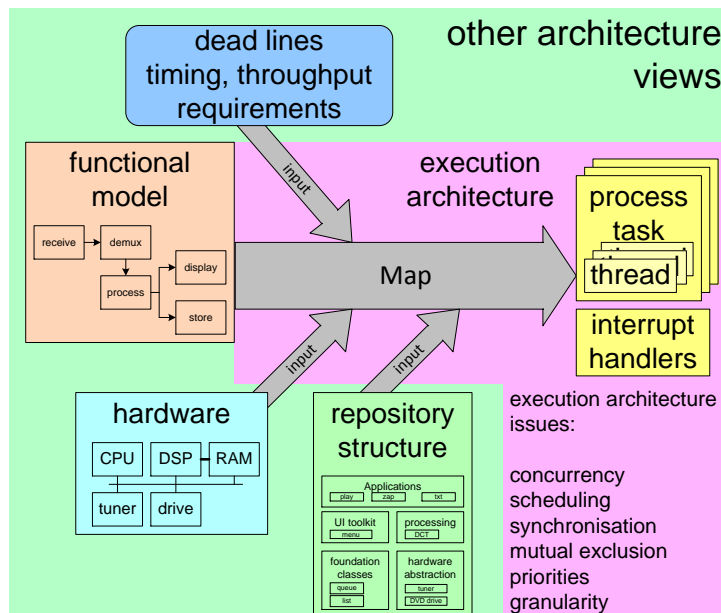 dead lines
timing, throughput
requirements
other architecture
views
functional
model
receive
demux
process
display
store
input
execution
architecture
Map
process
task
thread
interrupt
handlers
input
input
hardware
CPU
DSP
RAM
tuner
drive
repository
structure
Applications
play
zap
txt
UI toolkit
menu
processing
DCT
foundation
classes
queue
list
hardware
abstraction
tuner
DVD drive
execution architecture
issues:
concurrency
scheduling
synchronisation
mutual exclusion
priorities
granularity